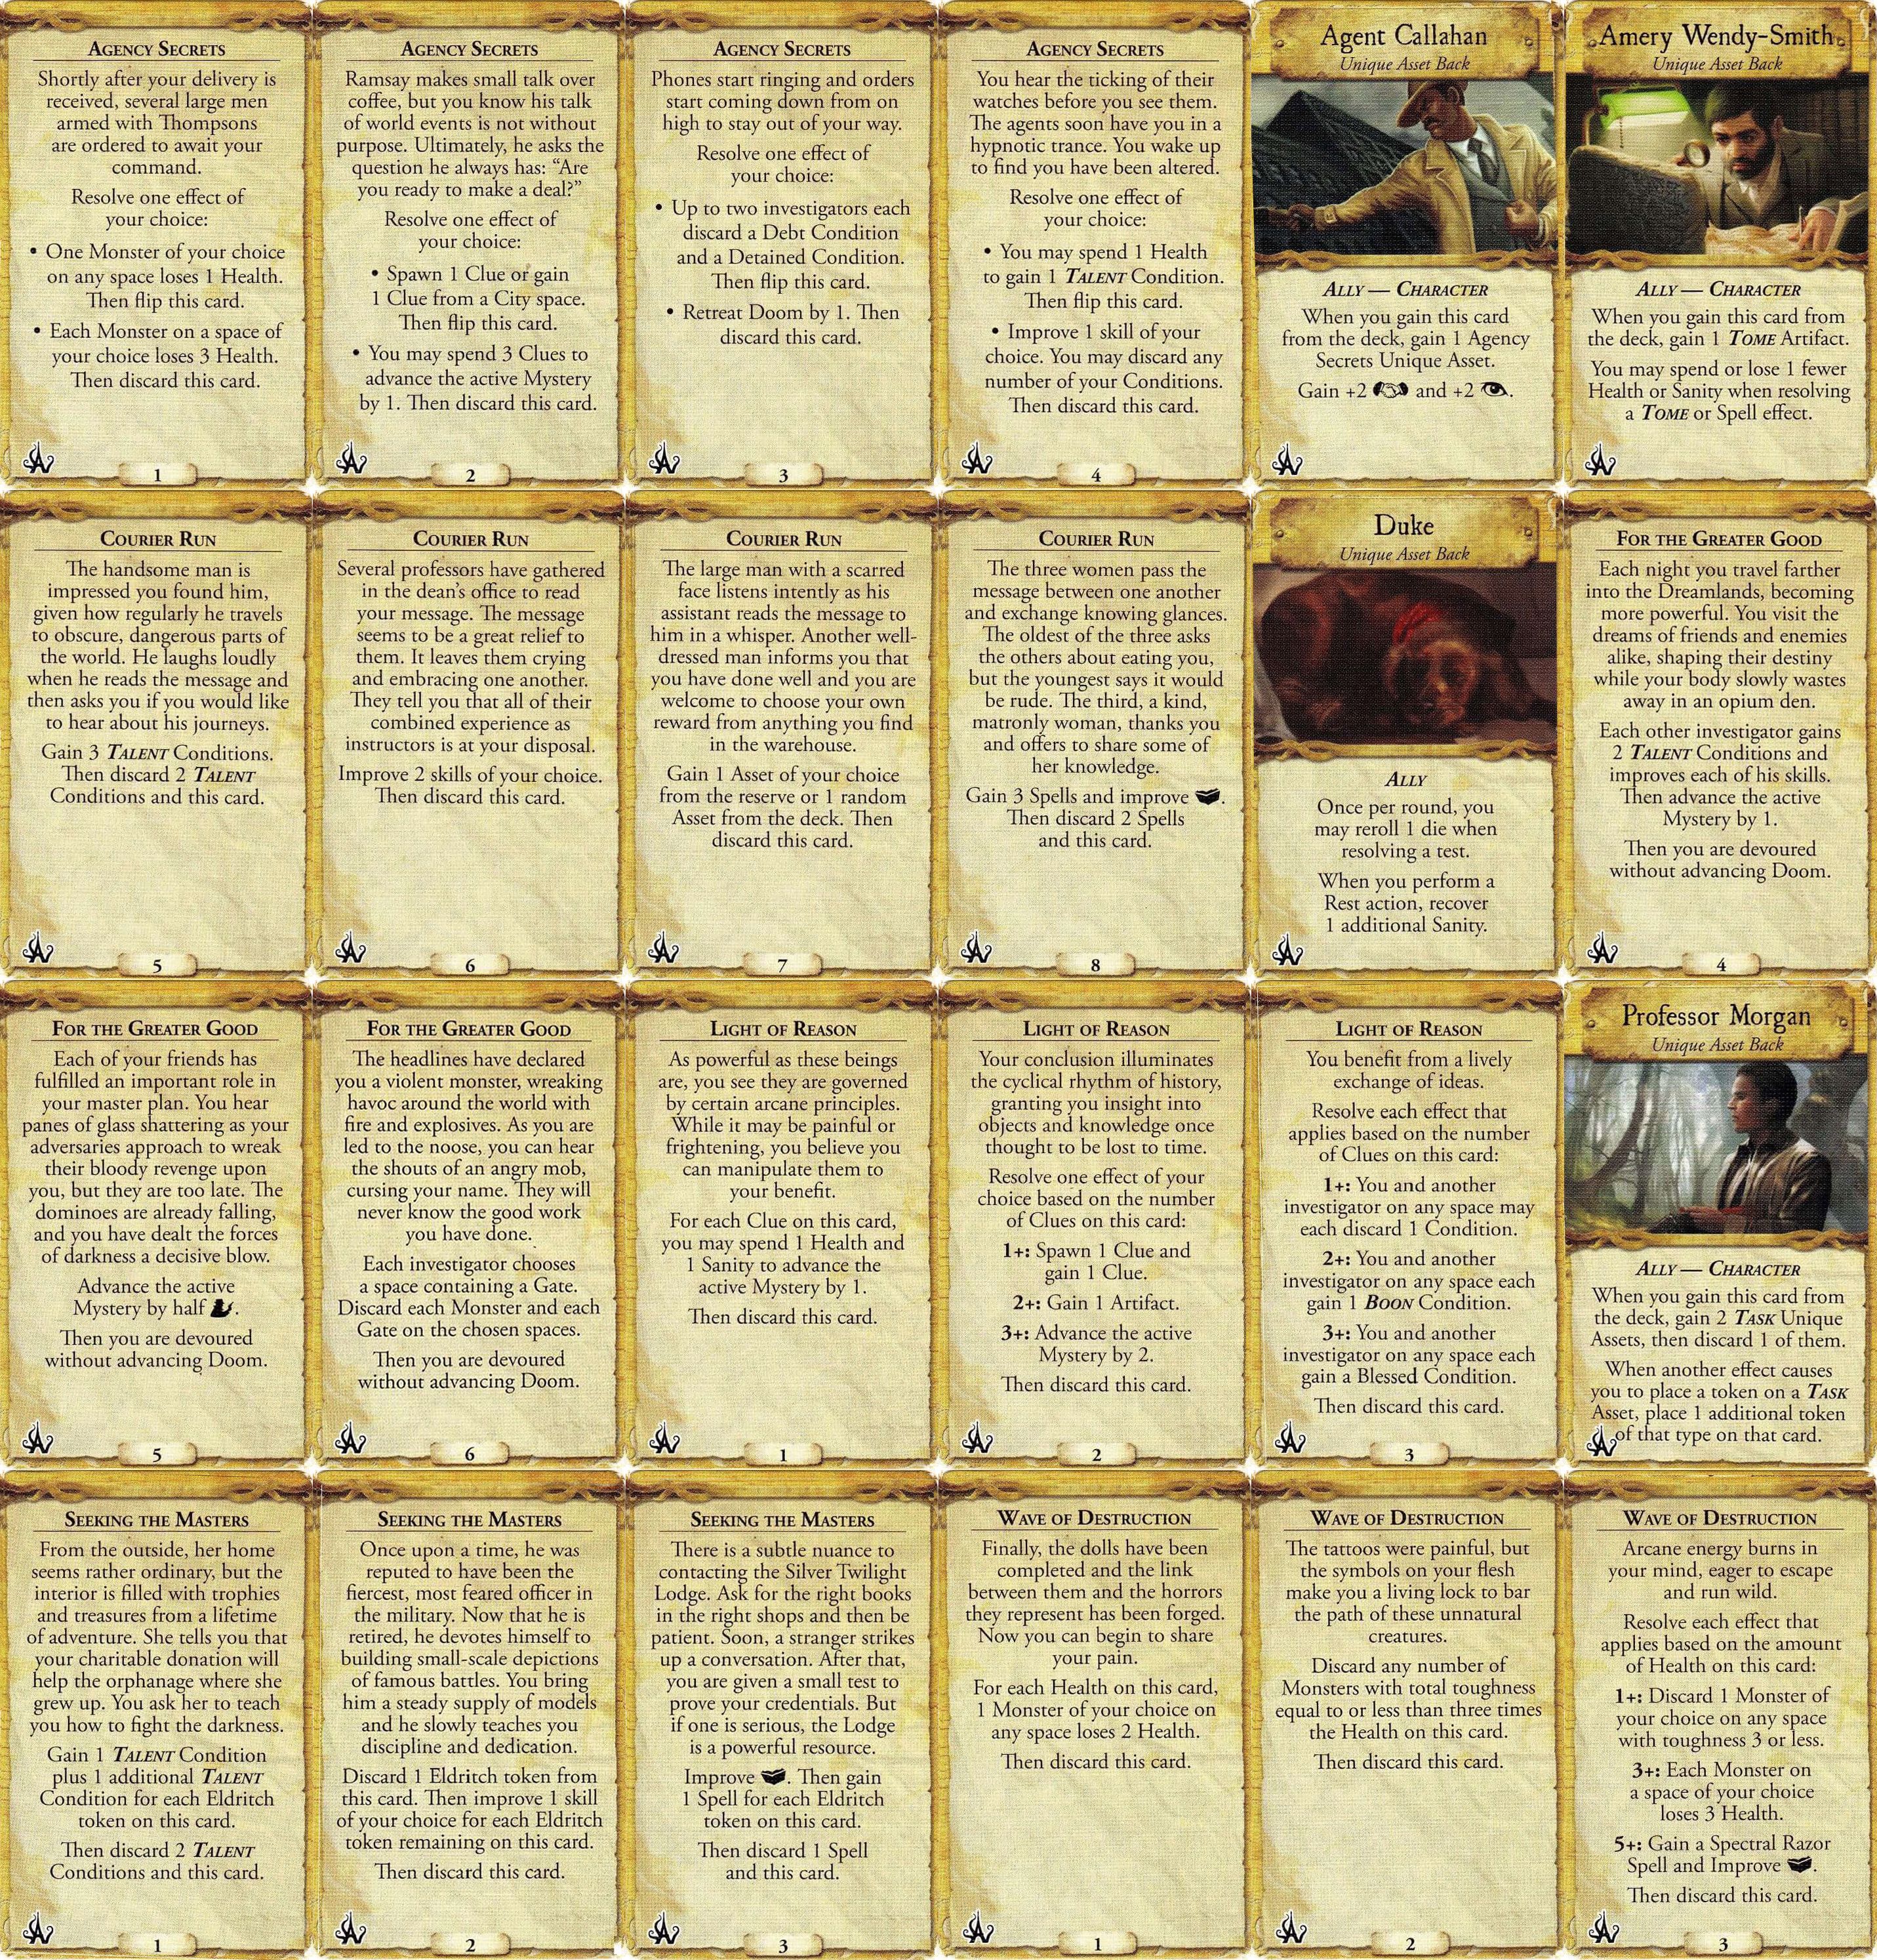 AGENCY SECRETS
Shortly after your delivery is
received, several large men
armed with Thompsons
are ordered to await your
command.
Resolve one effect of
your choice:
• One Monster of your choice
on any space loses 1 Health.
Then flip this card.
• Each Monster on a space of
your choice loses 3 Health.
Then discard this card.
1
AGENCY SECRETS
Ramsay makes small talk over
coffee, but you know his talk
of world events is not without
purpose. Ultimately, he asks the
question he always has: “Are
you ready to make a deal?”
Resolve one effect of
your choice:
• Spawn 1 Clue or gain
1 Clue from a City space.
Then flip this card.
• You may spend 3 Clues to
advance the active Mystery
by 1. Then discard this card.
2
AGENCY SECRETS
Phones start ringing and orders
start coming down from on
high to stay out of your way.
Resolve one effect of
your choice:
• Up to two investigators each
discard a Debt Condition
and a Detained Condition.
Then flip this card.
• Retreat Doom by 1. Then
discard this card.
3
AGENCY SECRETS
You hear the ticking of their
watches before you see them.
The agents soon have you in a
hypnotic trance. You wake up
to find you have been altered.
Resolve one effect of
your choice:
• You may spend 1 Health
to gain 1 TALENT Condition.
Then flip this card.
• Improve 1 skill of your
choice. You may discard any
number of your Conditions.
Then discard this card.
4
Agent Callahan
Unique Asset Back
ALLY — CHARACTER
When you gain this card
from the deck, gain 1 Agency
Secrets Unique Asset.
Gain +2 and +2 .
Amery Wendy-Smith
Unique Asset Back
ALLY — CHARACTER
When you gain this card from
the deck, gain 1 TOME Artifact.
You may spend or lose 1 fewer
Health or Sanity when resolving
a TOME or Spell effect.
COURIER RUN
The handsome man is
impressed you found him,
given how regularly he travels
to obscure, dangerous parts of
the world. He laughs loudly
when he reads the message and
then asks you if you would like
to hear about his journeys.
Gain 3 TALENT Conditions.
Then discard 2 TALENT
Conditions and this card.
5
COURIER RUN
Several professors have gathered
in the dean’s office to read
your message. The message
seems to be a great relief to
them. It leaves them crying
and embracing one another.
They tell you that all of their
combined experience as
instructors is at your disposal.
Improve 2 skills of your choice.
Then discard this card.
6
COURIER RUN
The large man with a scarred
face listens intently as his
assistant reads the message to
him in a whisper. Another well-
dressed man informs you that
you have done well and you are
welcome to choose your own
reward from anything you find
in the warehouse.
Gain 1 Asset of your choice
from the reserve or 1 random
Asset from the deck. Then
discard this card.
7
COURIER RUN
The three women pass the
message between one another
and exchange knowing glances.
The oldest of the three asks
the others about eating you,
but the youngest says it would
be rude. The third, a kind,
matronly woman, thanks you
and offers to share some of
her knowledge.
Gain 3 Spells and improve .
Then discard 2 Spells
and this card.
8
Duke
Unique Asset Back
ALLY
Once per round, you
may reroll 1 die when
resolving a test.
When you perform a
Rest action, recover
1 additional Sanity.
FOR THE GREATER GOOD
Each night you travel farther
into the Dreamlands, becoming
more powerful. You visit the
dreams of friends and enemies
alike, shaping their destiny
while your body slowly wastes
away in an opium den.
Each other investigator gains
2 TALENT Conditions and
improves each of his skills.
Then advance the active
Mystery by 1.
Then you are devoured
without advancing Doom.
4
FOR THE GREATER GOOD
Each of your friends has
fulfilled an important role in
your master plan. You hear
panes of glass shattering as your
adversaries approach to wreak
their bloody revenge upon
you, but they are too late. The
dominoes are already falling,
and you have dealt the forces
of darkness a decisive blow.
Advance the active
Mystery by half .
Then you are devoured
without advancing Doom.
5
FOR THE GREATER GOOD
The headlines have declared
you a violent monster, wreaking
havoc around the world with
fire and explosives. As you are
led to the noose, you can hear
the shouts of an angry mob,
cursing your name. They will
never know the good work
you have done.
Each investigator chooses
a space containing a Gate.
Discard each Monster and each
Gate on the chosen spaces.
Then you are devoured
without advancing Doom.
6
LIGHT OF REASON
As powerful as these beings
are, you see they are governed
by certain arcane principles.
While it may be painful or
frightening, you believe you
can manipulate them to
your benefit.
For each Clue on this card,
you may spend 1 Health and
1 Sanity to advance the
active Mystery by 1.
Then discard this card.
1
LIGHT OF REASON
Your conclusion illuminates
the cyclical rhythm of history,
granting you insight into
objects and knowledge once
thought to be lost to time.
Resolve one effect of your
choice based on the number
of Clues on this card:
1+: Spawn 1 Clue and
gain 1 Clue.
2+: Gain 1 Artifact.
3+: Advance the active
Mystery by 2.
Then discard this card.
2
LIGHT OF REASON
You benefit from a lively
exchange of ideas.
Resolve each effect that
applies based on the number
of Clues on this card:
1+: You and another
investigator on any space may
each discard 1 Condition.
2+: You and another
investigator on any space each
gain 1 BOON Condition.
3+: You and another
investigator on any space each
gain a Blessed Condition.
Then discard this card.
3
Professor Morgan
Unique Asset Back
ALLY — CHARACTER
When you gain this card from
the deck, gain 2 TASK Unique
Assets, then discard 1 of them.
When another effect causes
you to place a token on a TASK
Asset, place 1 additional token
of that type on that card.
SEEKING THE MASTERS
From the outside, her home
seems rather ordinary, but the
interior is filled with trophies
and treasures from a lifetime
of adventure. She tells you that
your charitable donation will
help the orphanage where she
grew up. You ask her to teach
you how to fight the darkness.
Gain 1 TALENT Condition
plus 1 additional TALENT
Condition for each Eldritch
token on this card.
Then discard 2 TALENT
Conditions and this card.
1
SEEKING THE MASTERS
Once upon a time, he was
reputed to have been the
fiercest, most feared officer in
the military. Now that he is
retired, he devotes himself to
building small-scale depictions
of famous battles. You bring
him a steady supply of models
and he slowly teaches you
discipline and dedication.
Discard 1 Eldritch token from
this card. Then improve 1 skill
of your choice for each Eldritch
token remaining on this card.
Then discard this card.
2
SEEKING THE MASTERS
There is a subtle nuance to
contacting the Silver Twilight
Lodge. Ask for the right books
in the right shops and then be
patient. Soon, a stranger strikes
up a conversation. After that,
you are given a small test to
prove your credentials. But
if one is serious, the Lodge
is a powerful resource.
Improve . Then gain
1 Spell for each Eldritch
token on this card.
Then discard 1 Spell
and this card.
3
WAVE OF DESTRUCTION
Finally, the dolls have been
completed and the link
between them and the horrors
they represent has been forged.
Now you can begin to share
your pain.
For each Health on this card,
1 Monster of your choice on
any space loses 2 Health.
Then discard this card.
1
WAVE OF DESTRUCTION
The tattoos were painful, but
the symbols on your flesh
make you a living lock to bar
the path of these unnatural
creatures.
Discard any number of
Monsters with total toughness
equal to or less than three times
the Health on this card.
Then discard this card.
2
WAVE OF DESTRUCTION
Arcane energy burns in
your mind, eager to escape
and run wild.
Resolve each effect that
applies based on the amount
of Health on this card:
1+: Discard 1 Monster of
your choice on any space
with toughness 3 or less.
3+: Each Monster on
a space of your choice
loses 3 Health.
5+: Gain a Spectral Razor
Spell and Improve .
Then discard this card.
3